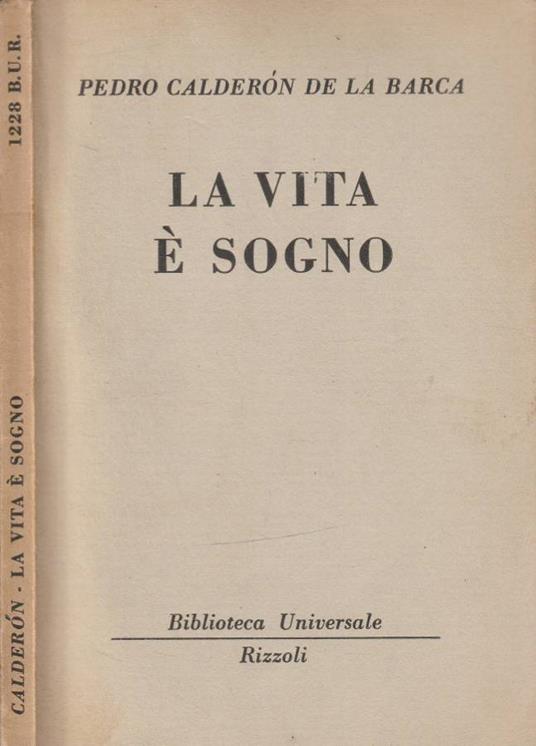 PEDRO CALDERÓN DE LA BARCA
LA VITA
È SOGNO
Biblioteca Universale
Rizzoli
CALDERÓN - LA VITA È SOGNO
1228 B.U.R.